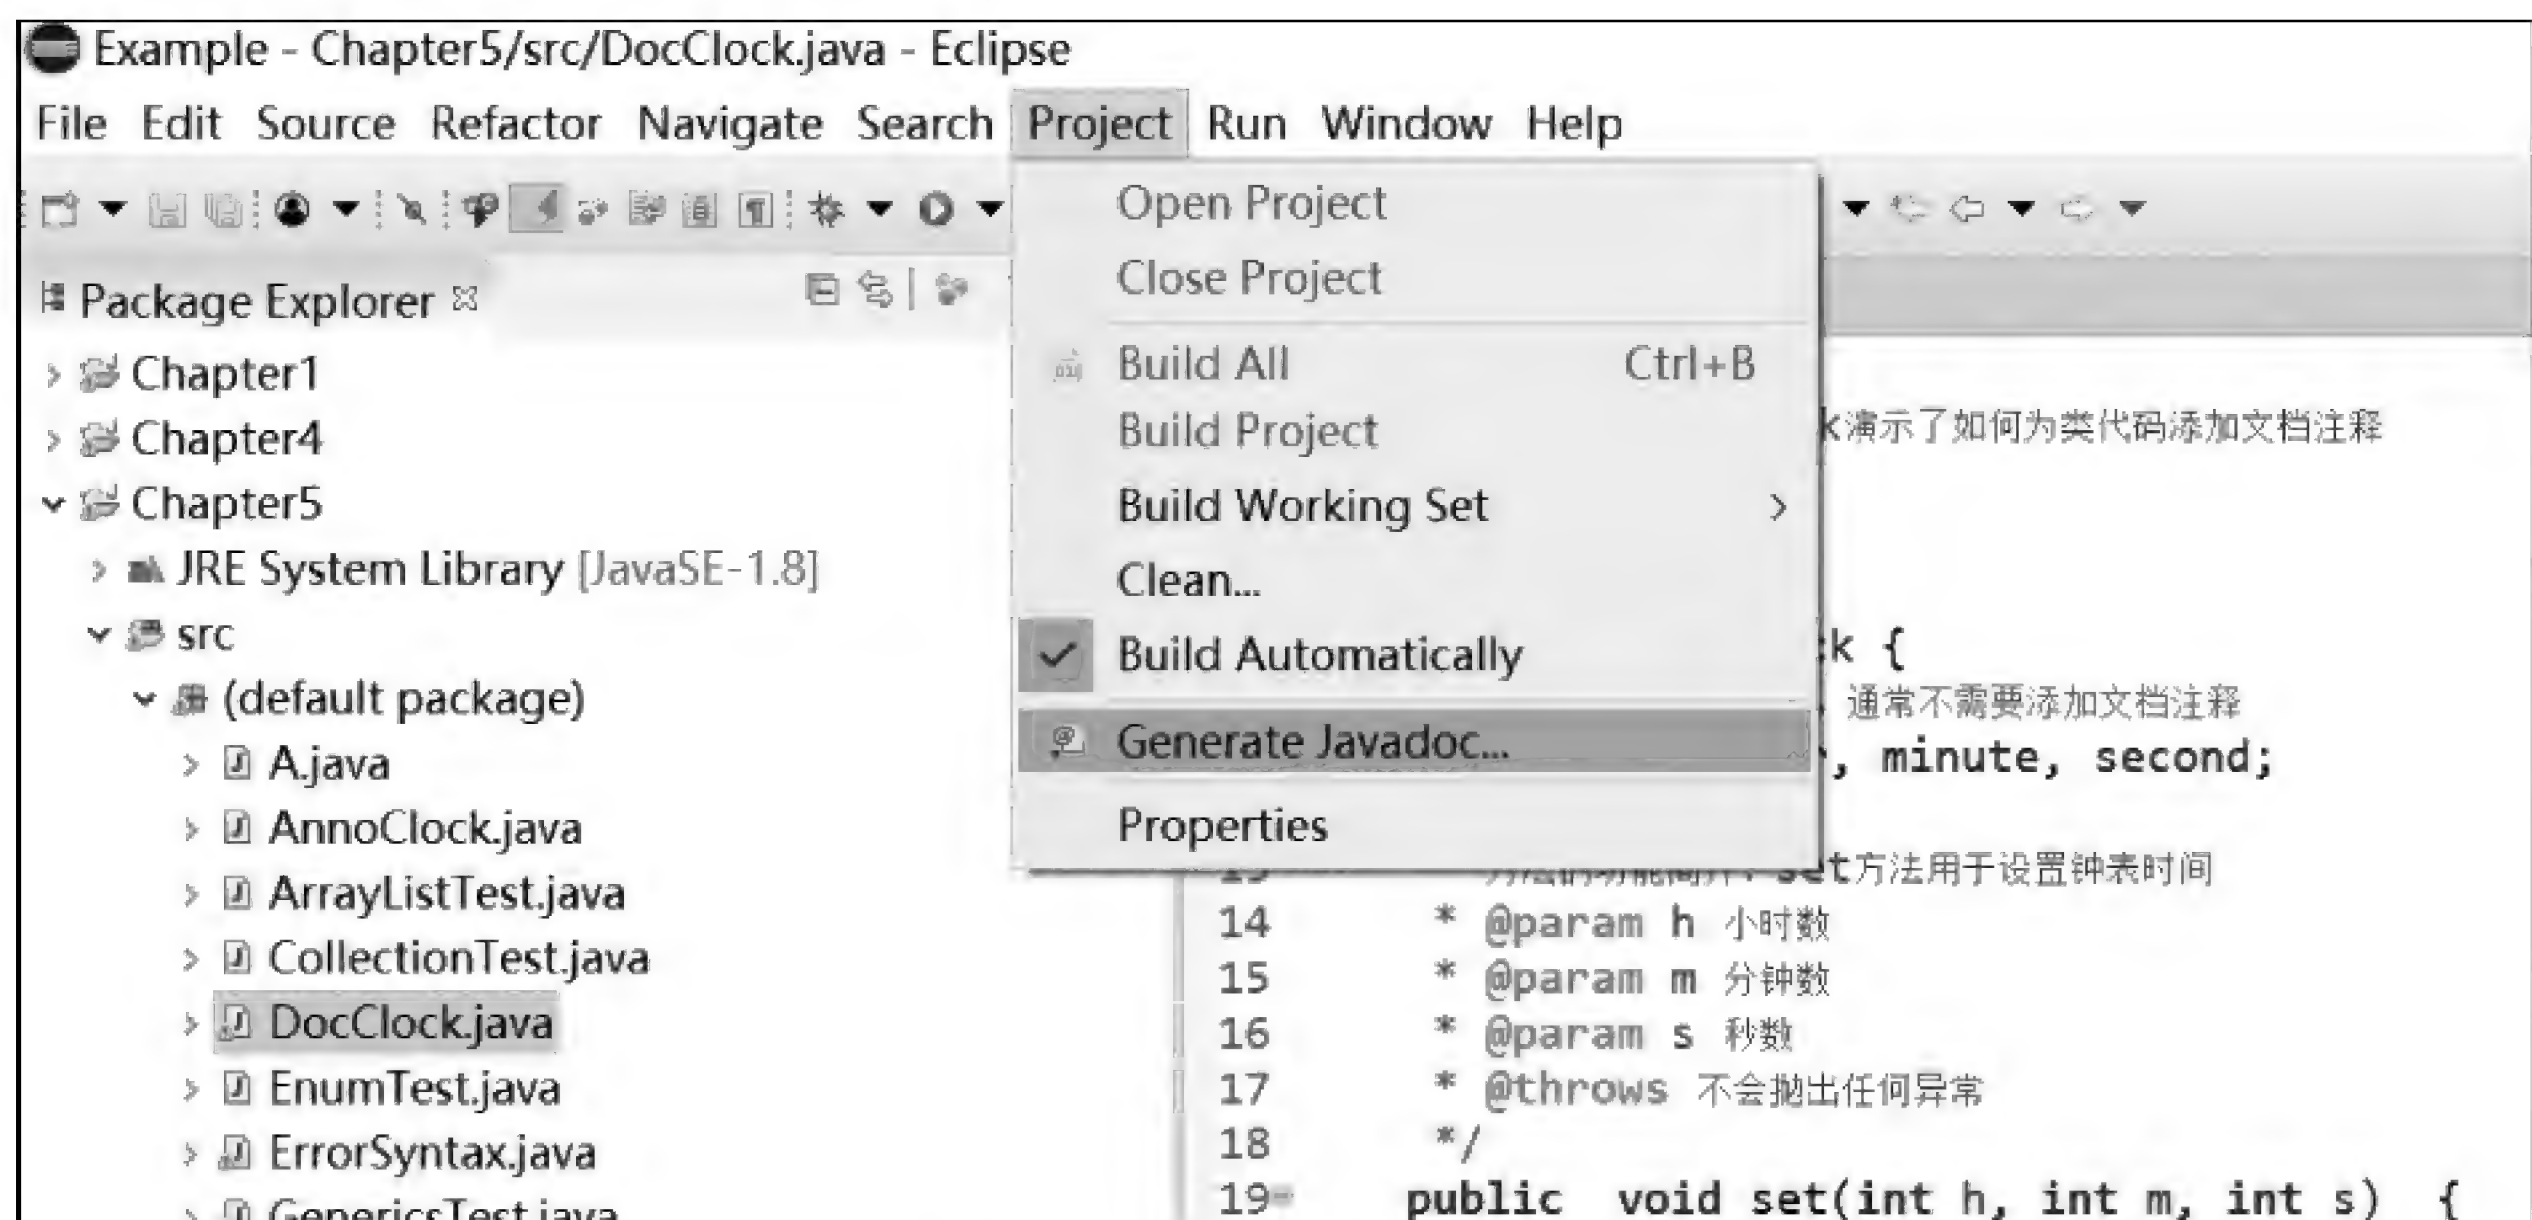 Example - Chapter5/src/DocClock.java - Eclipse
File Edit Source Refactor Navigate Search Project Run Window Help
Open Project
Close Project
Build All Ctrl+B
Build Project
Build Working Set >
Clean...
Build Automatically
Generate Javadoc...
Properties
Package Explorer
Chapter1
Chapter4
Chapter5
JRE System Library [JavaSE-1.8]
src
(default package)
A.java
AnnoClock.java
ArrayListTest.java
CollectionTest.java
DocClock.java
EnumTest.java
ErrorSyntax.java
GenericsTest.java
k演示了如何为类代码添加文档注释
k {
通常不需要添加文档注释
, minute, second;
set方法用于设置钟表时间
14 * @param h 小时数
15 * @param m 分钟数
16 * @param s 秒数
17 * @throws 不会抛出任何异常
18 */
19 public void set(int h, int m, int s) {